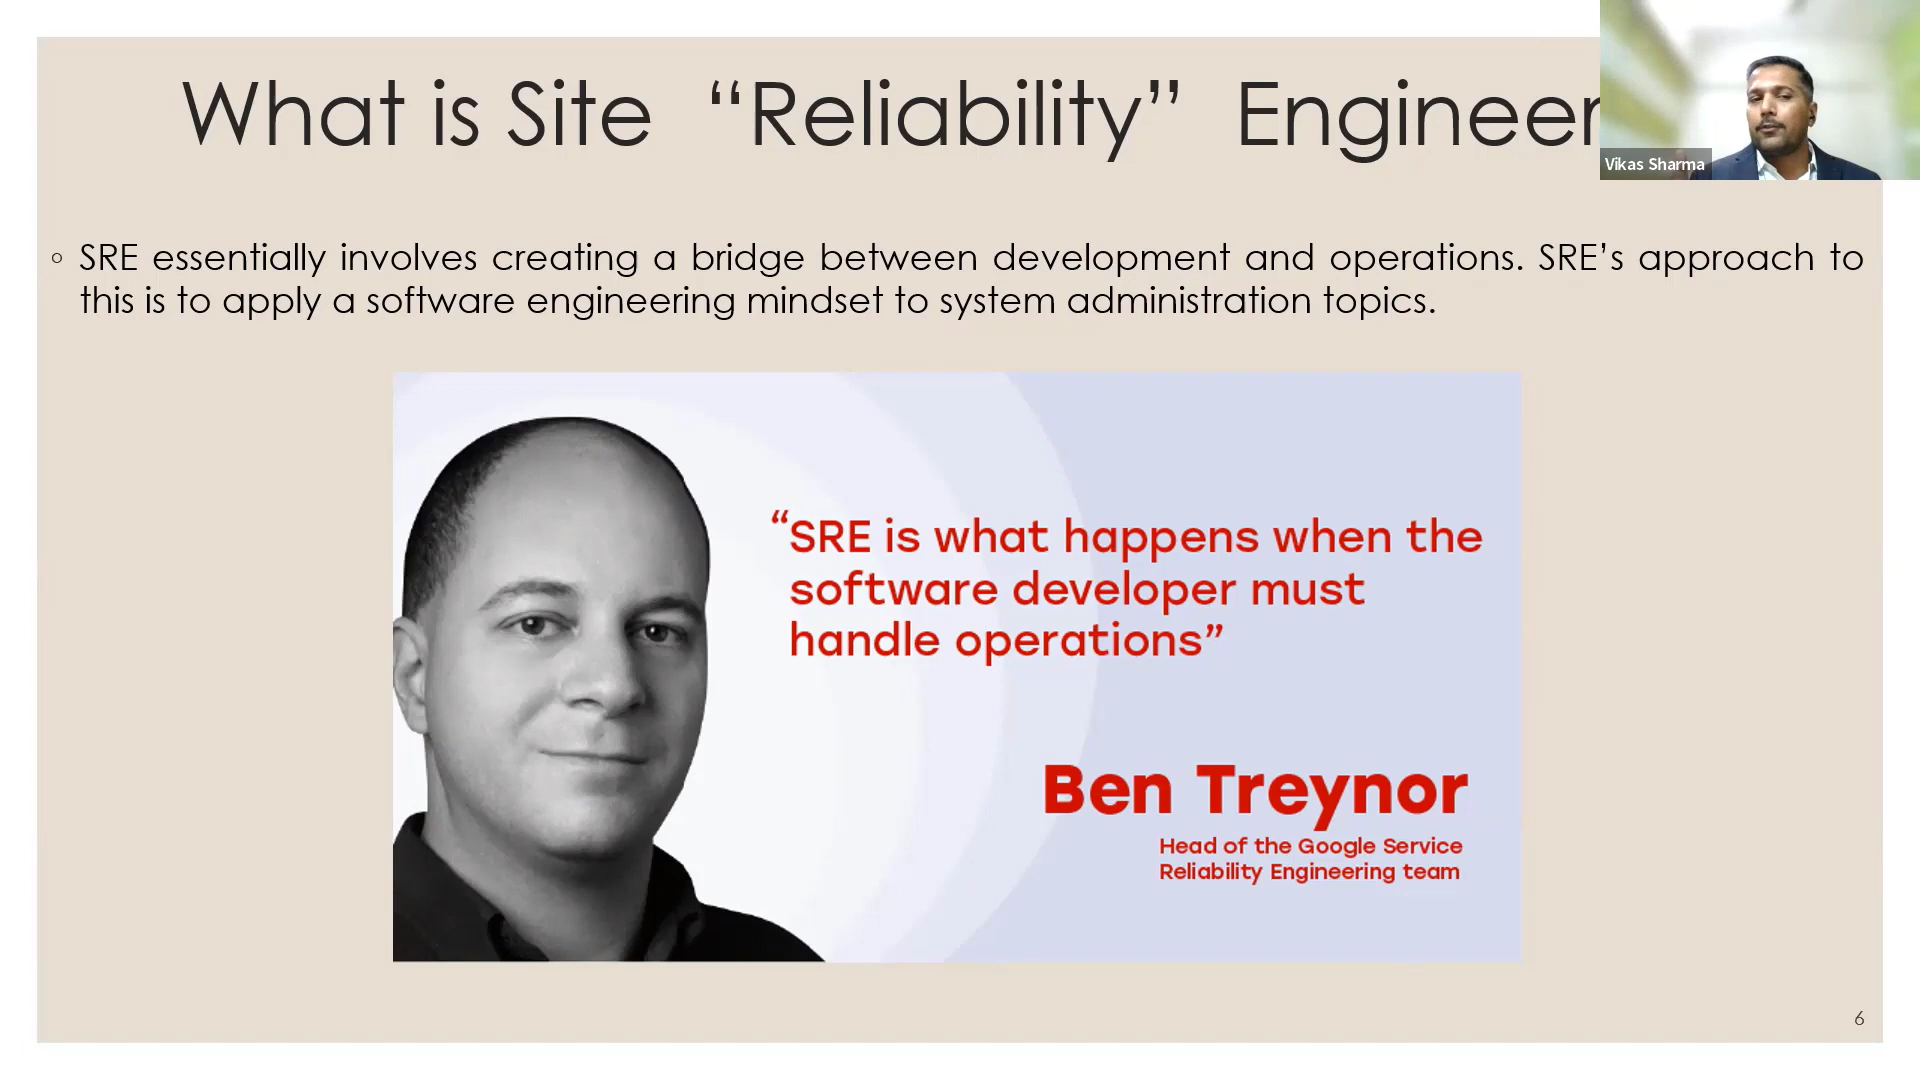 What is Site “Reliability” Engineer
Vikas Sharma
◦ SRE essentially involves creating a bridge between development and operations. SRE’s approach to
this is to apply a software engineering mindset to system administration topics.
“SRE is what happens when the
software developer must
handle operations”
Ben Treynor
Head of the Google Service
Reliability Engineering team
6